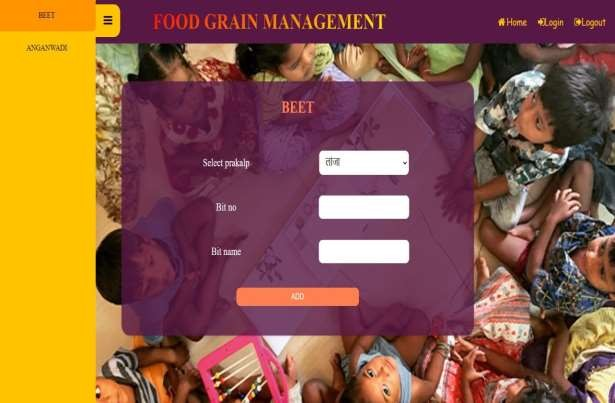 BEET
FOOD GRAIN MANAGEMENT
Home Login Logout
ANGANWADI
BEET
Select prakalp लांजा
Bit no
Bit name
ADD